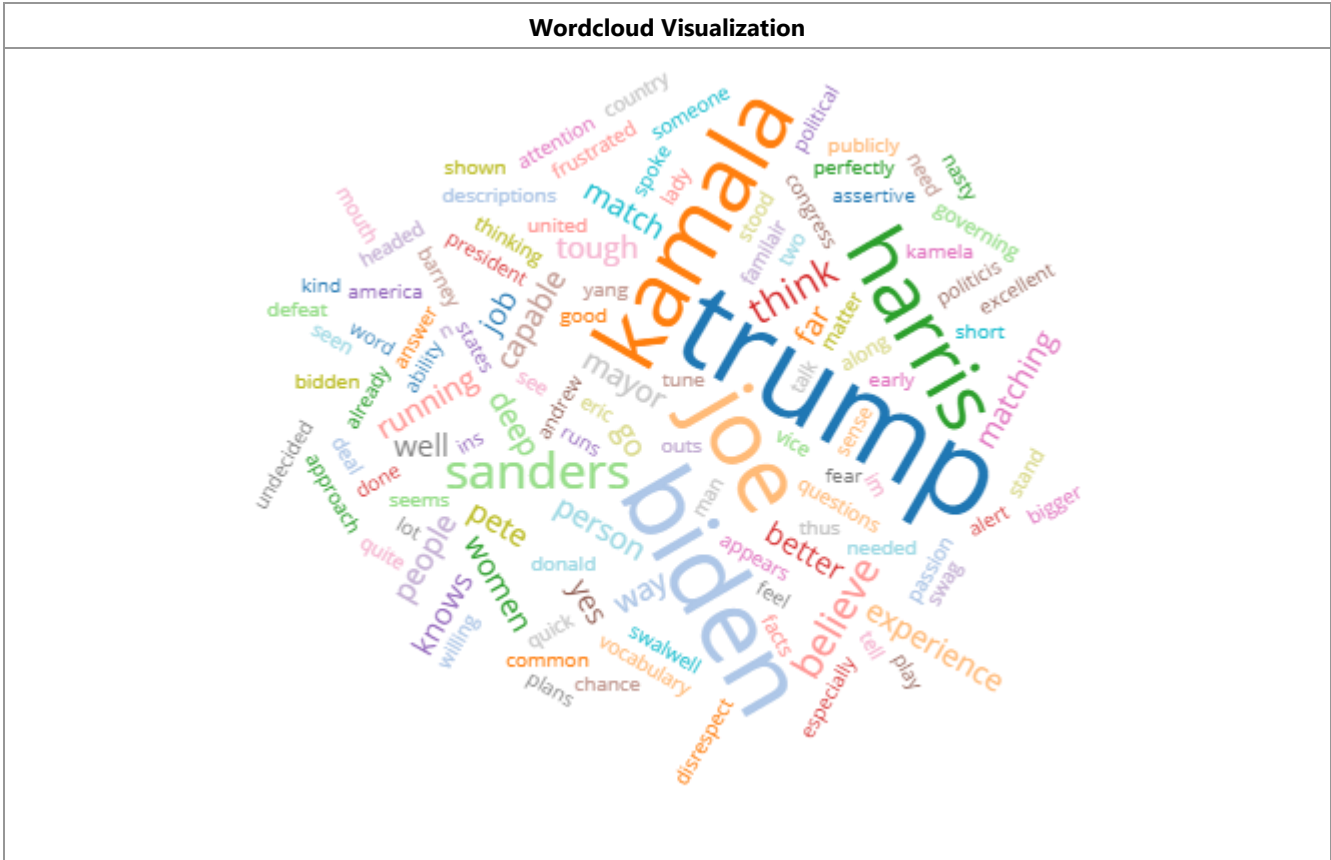 Wordcloud Visualization
country
someone
political
attention
frustrated
kamala
publicly
perfectly
need
nasty
shown
spoke
lady
congress
assertive
descriptions
match
stood
governing
mouth
headed
thinking
united
tough
familair
two
harris
kamela
politicis
excellent
president
barney
kind
america
job
capable
yang
good
think
far
matter
short
defeat
seen
word
answer
n
states
ability
trump
along
matching
bidden
already
running
see
mayor
tune
talk
early
andrew
eric
go
joe
sense
undecided
deal
well
ins
deep
runs
outs
vice
fear
im
stand
approach
done
sanders
man
questions
bigger
seems
lot
pete
person
biden
thus
alert
quite
people
women
donald
appears
better
needed
passion
swag
knows
willing
yes
way
feel
facts
believe
experience
quick
swalwell
common
vocabulary
tell
play
plans
chance
especially
disrespect